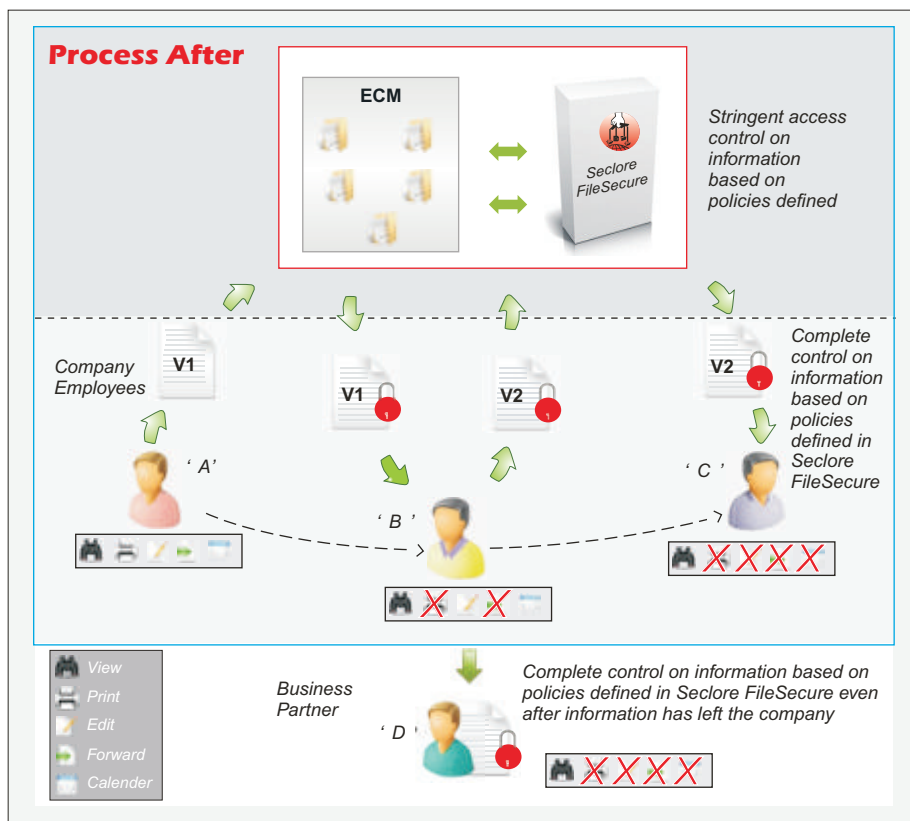 Process After
ECM
Seclore
FileSecure
Stringent access
control on
information
based on
policies defined
Company
Employees
V1
V1
V2
V2
Complete
control on
information
based on
policies
defined in
Seclore
FileSecure
' A'
' B '
' C '
View
Print
Edit
Forward
Calender
Business
Partner
' D '
Complete control on information based on
policies defined in Seclore FileSecure even
after information has left the company